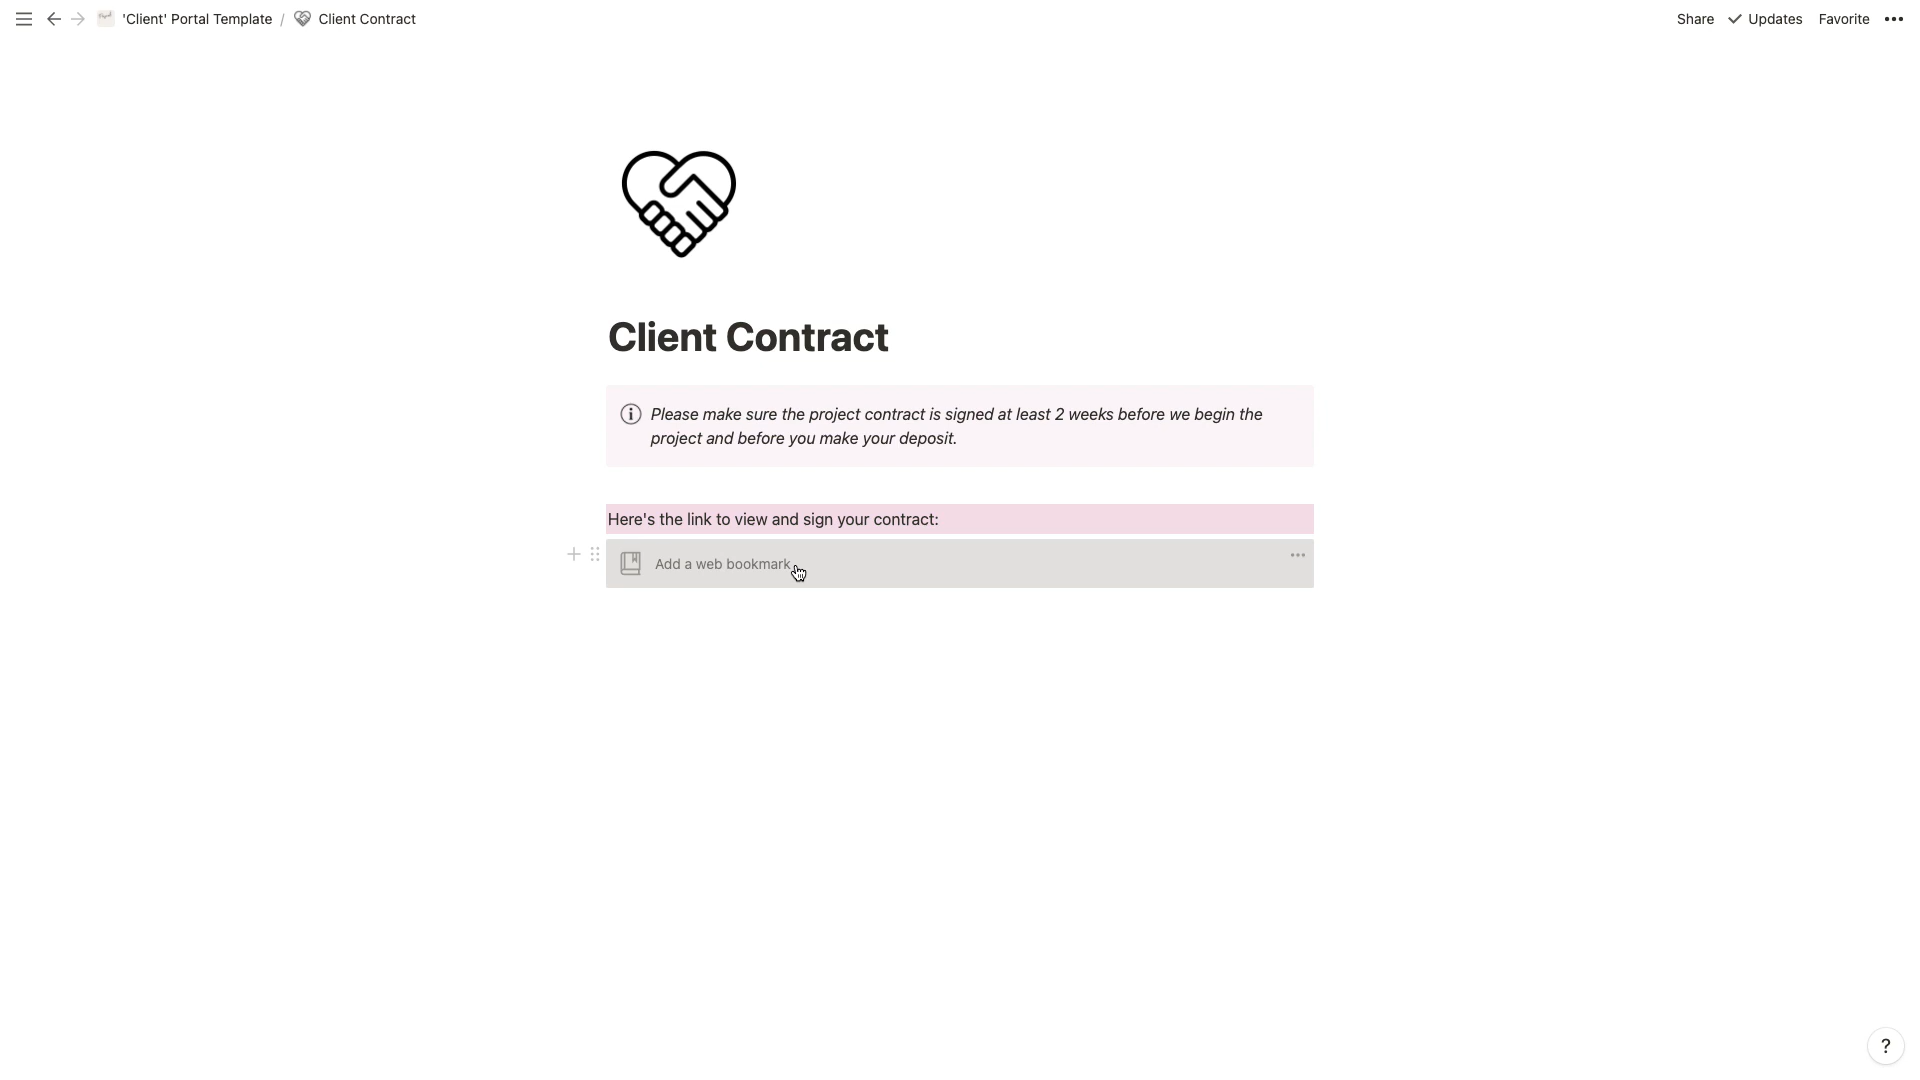 'Client' Portal Template / Client Contract
Share Updates Favorite
Client Contract
Please make sure the project contract is signed at least 2 weeks before we begin the
project and before you make your deposit.
Here's the link to view and sign your contract:
Add a web bookmark
?